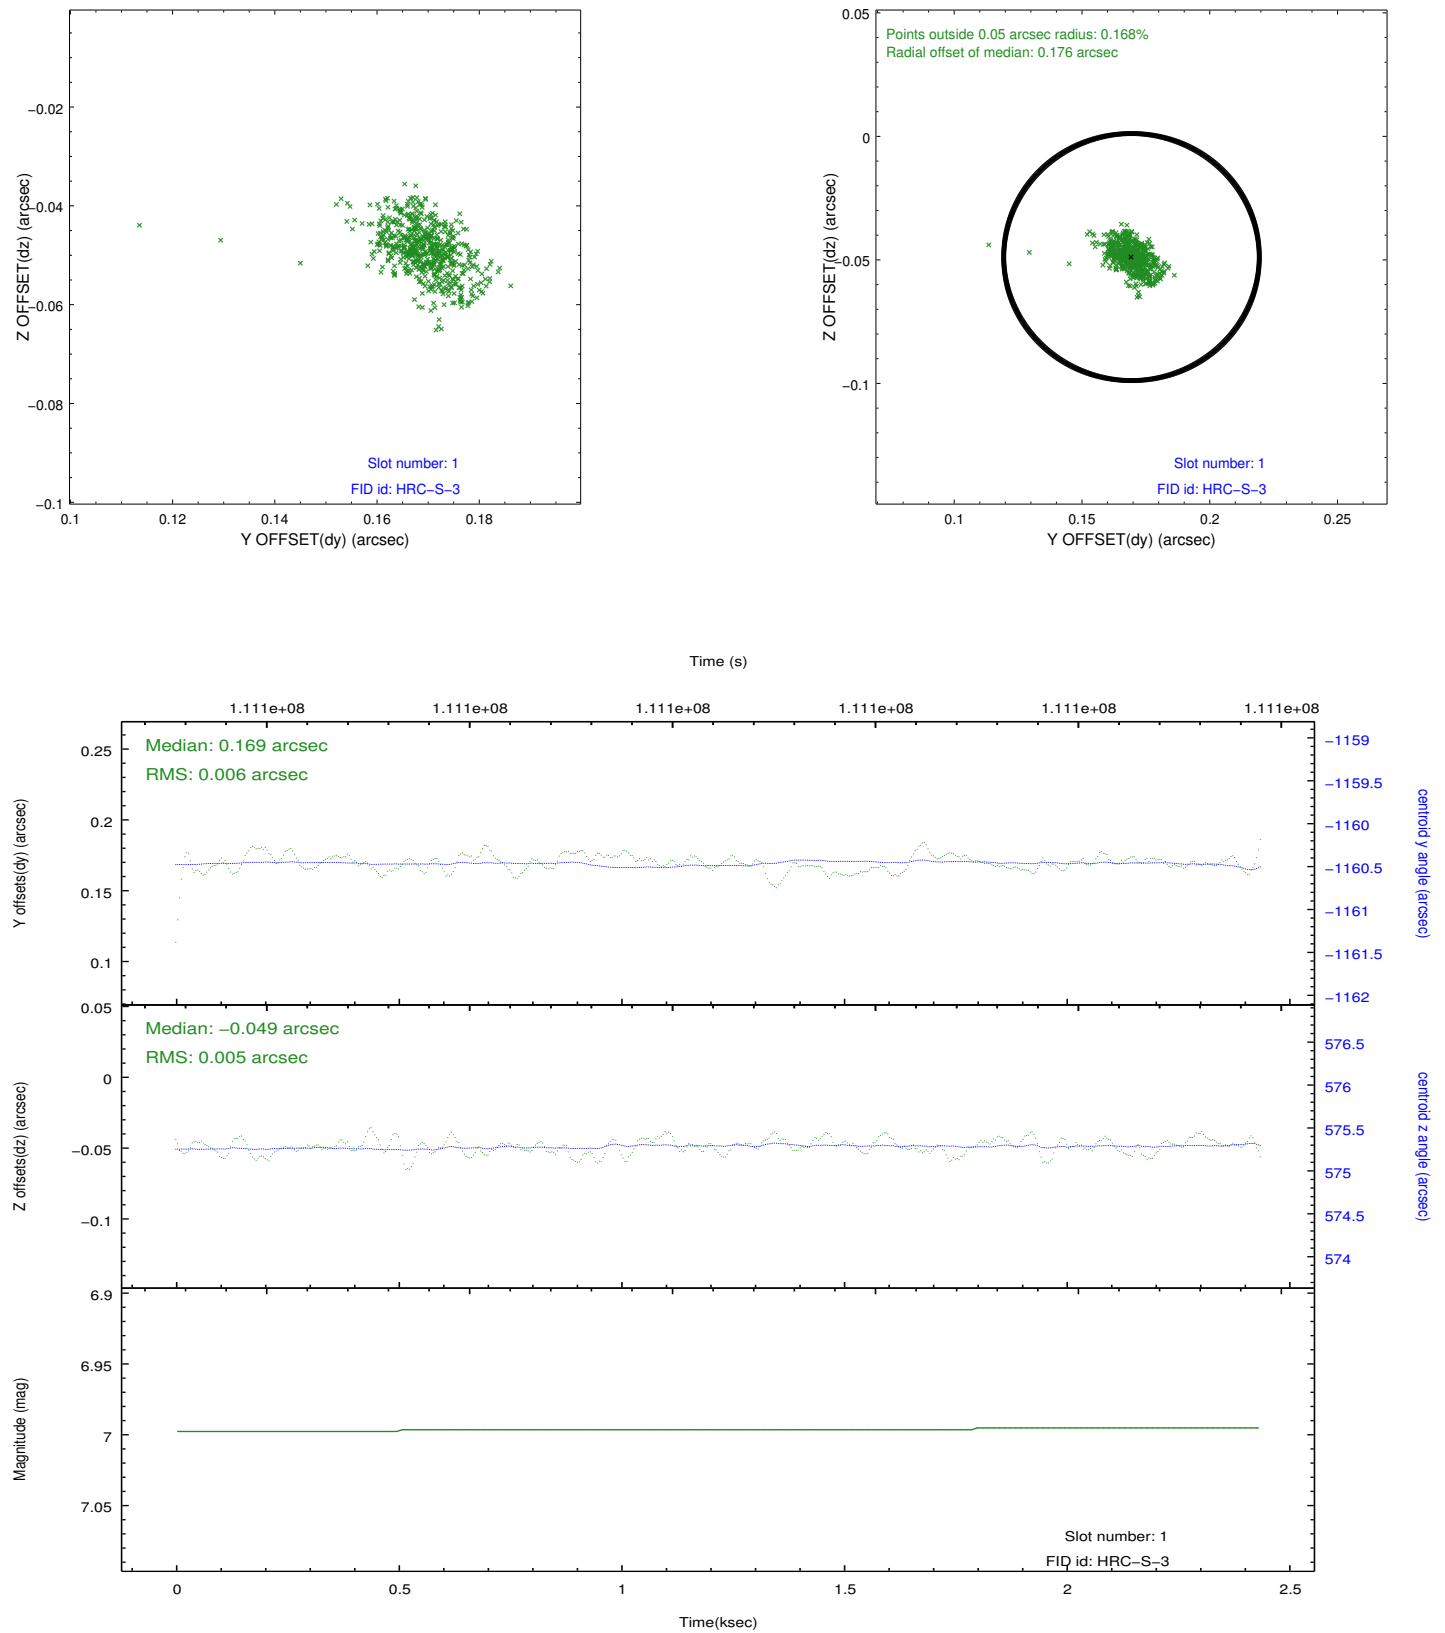 −0.02
−0.04
−0.06
−0.08
−0.1
0.1
0.12
0.14
0.16
0.18
Z OFFSET(dz) (arcsec)
Y OFFSET(dy) (arcsec)
Slot number: 1
FID id: HRC−S−3
Points outside 0.05 arcsec radius: 0.168%
Radial offset of median: 0.176 arcsec
0.05
0
−0.05
−0.1
0.1
0.15
0.2
0.25
Z OFFSET(dz) (arcsec)
Y OFFSET(dy) (arcsec)
Slot number: 1
FID id: HRC−S−3
Time (s)
1.111e+08
1.111e+08
1.111e+08
1.111e+08
1.111e+08
1.111e+08
Median: 0.169 arcsec
RMS: 0.006 arcsec
0.25
0.2
0.15
0.1
Y offsets(dy) (arcsec)
−1159
−1159.5
−1160
−1160.5
−1161
−1161.5
−1162
centroid y angle (arcsec)
Median: −0.049 arcsec
RMS: 0.005 arcsec
0.05
0
−0.05
−0.1
Z offsets(dz) (arcsec)
576.5
576
575.5
575
574.5
574
centroid z angle (arcsec)
6.9
6.95
7
7.05
Magnitude (mag)
Slot number: 1
FID id: HRC−S−3
0
0.5
1
1.5
2
2.5
Time(ksec)